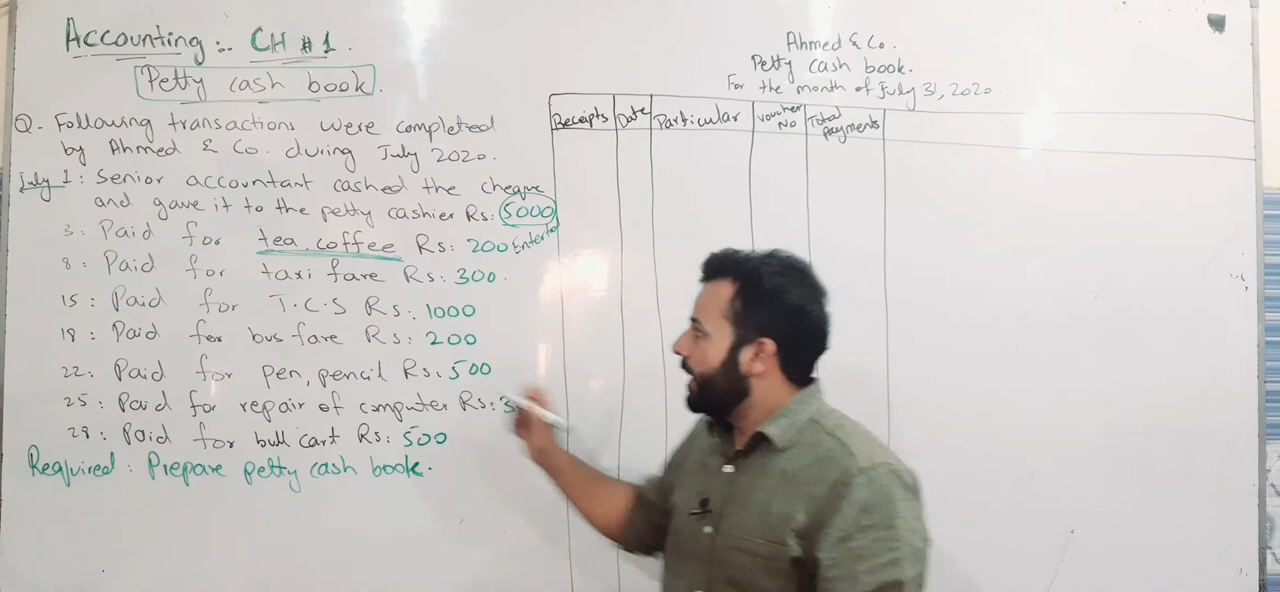 Accounting :- CH # 1.
Petty cash book.
Q. Following transactions were completed
by Ahmed & Co. during July 2020.
July 1: Senior accountant cashed the cheque
and gave it to the petty cashier Rs: 5000
3: Paid for tea.coffee Rs: 200
8: Paid for taxi fare Rs: 300.
15: Paid for T.C.S Rs: 1000
18: Paid for bus fare Rs: 200
22: Paid for pen, pencil Rs. 500
25: Paid for repair of computer Rs: 3
28: Paid for bull cart Rs: 500
Required: Prepare petty cash book.
Ahmed & Co.
Petty cash book.
For the month of July 31, 2020.
Receipts Date Particular Voucher No Total Payments